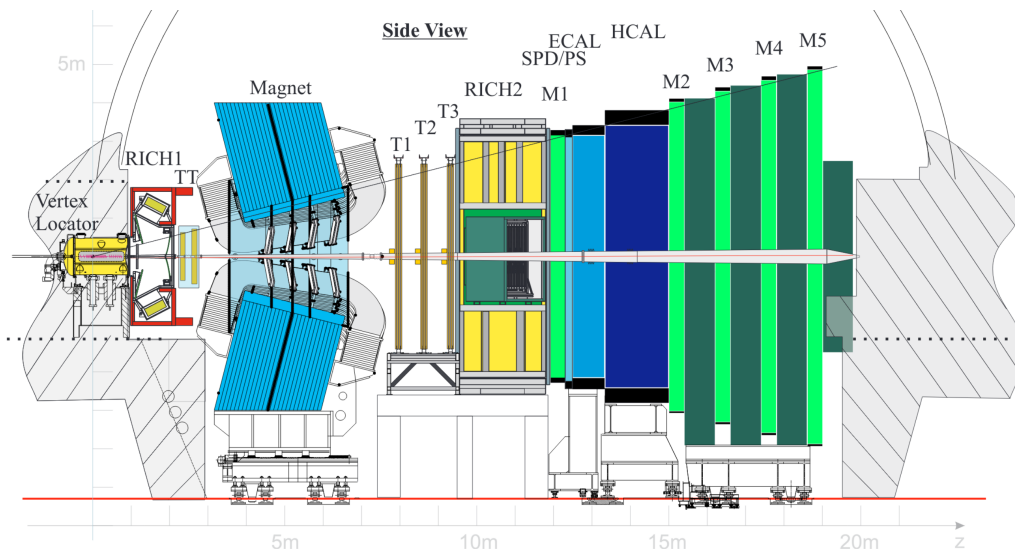 Side View
5m
ECAL
HCAL
SPD/PS
M5
M4
M3
M2
Magnet
RICH2
M1
T3
T2
T1
RICH1
TT
Vertex
Locator
5m
10m
15m
20m
z